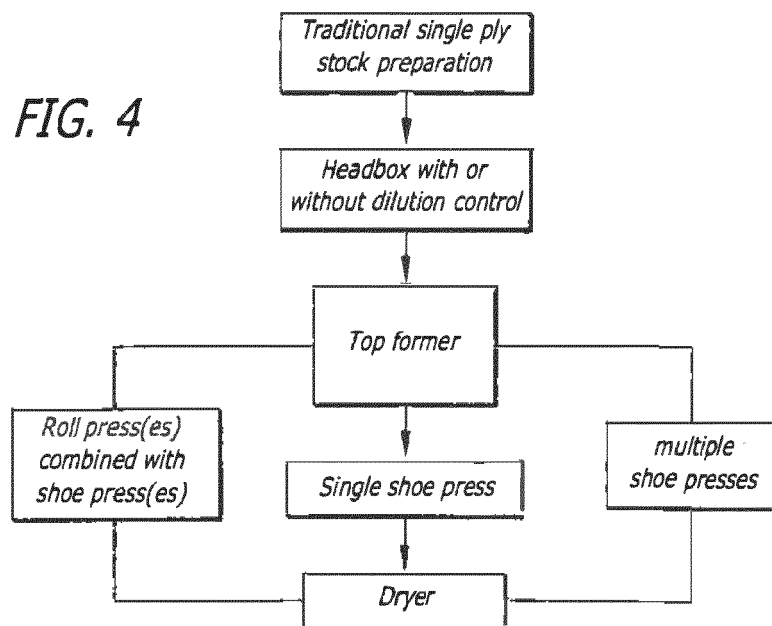 Traditional single ply
stock preparation
FIG. 4
Headbox with or
without dilution control
Top former
Roll press(es)
combined with
shoe press(es)
Single shoe press
multiple
shoe presses
Dryer